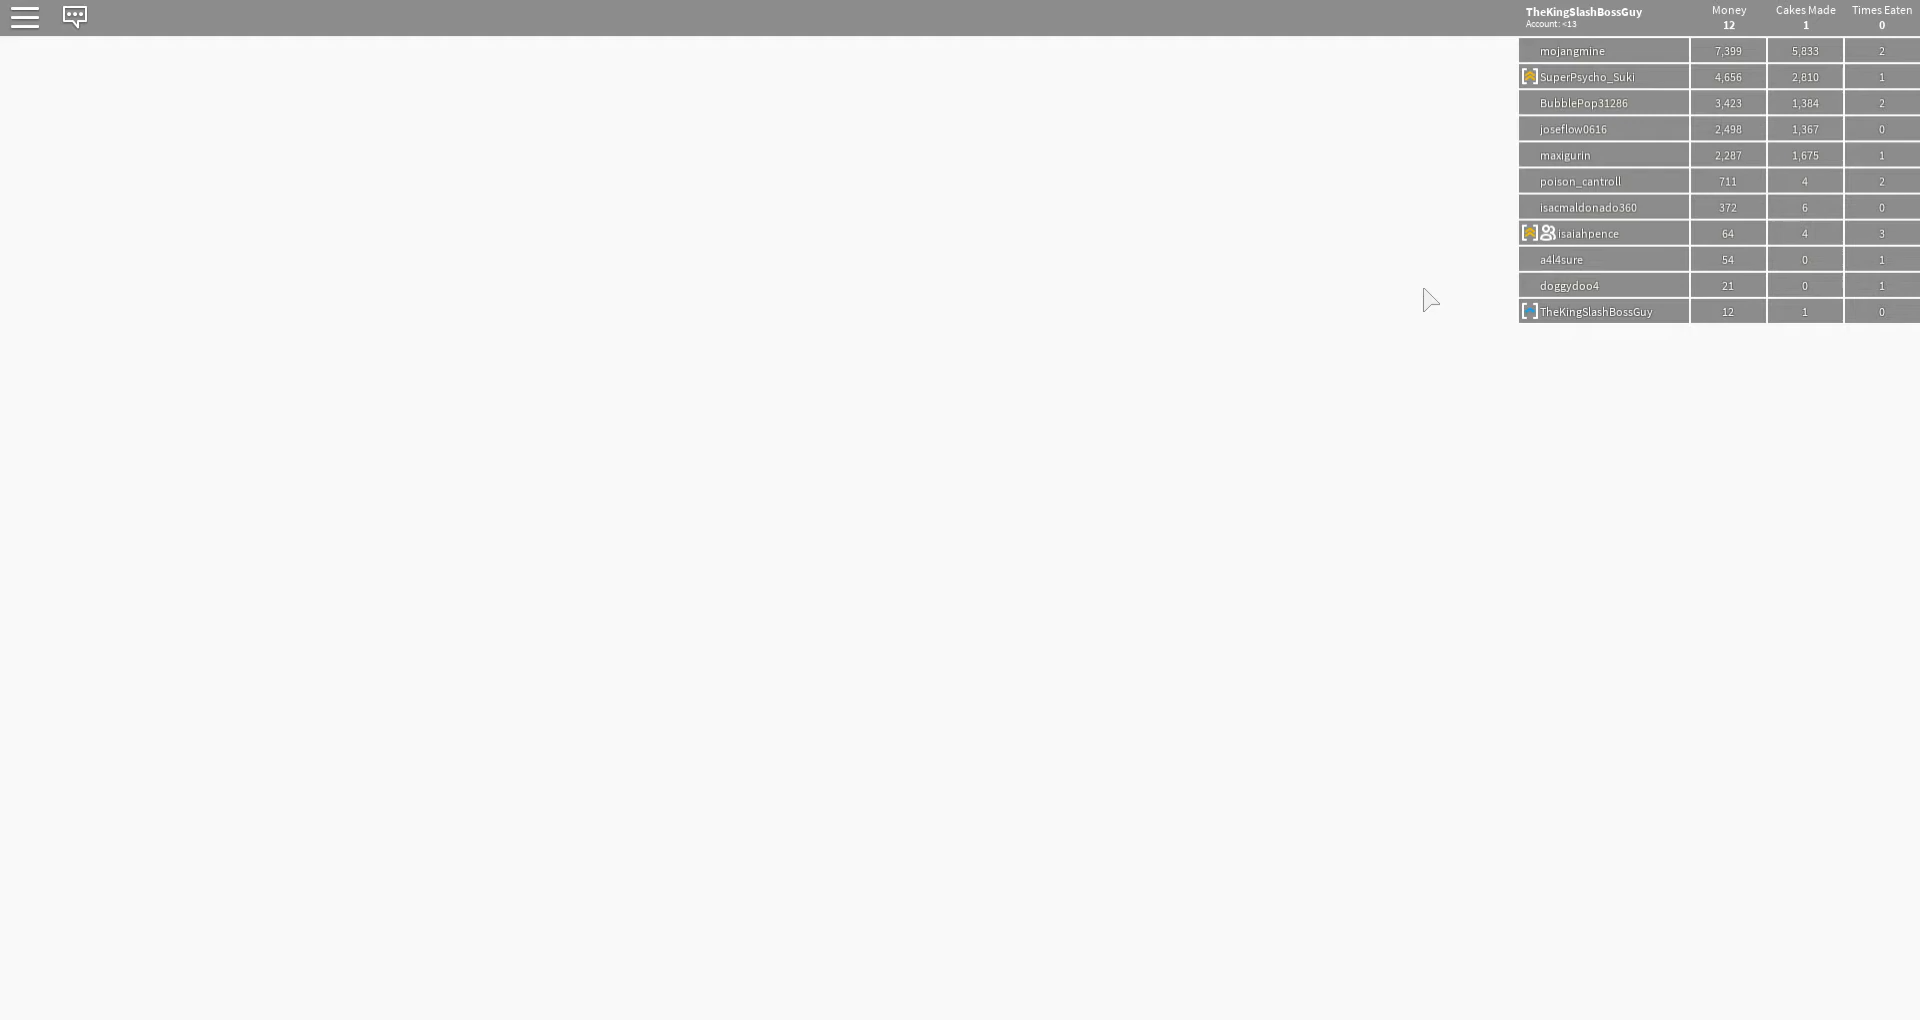 TheKingSlashBossGuy Money Cakes Made Times Eaten
Account: <13 12 1 0
mojangmine 7,399 5,833 2
SuperPsycho_Suki 4,656 2,810 1
BubblePop31286 3,423 1,384 2
joseflow0616 2,498 1,367 0
maxigurin 2,287 1,675 1
poison_cantroll 711 4 2
isacmaldonado360 372 6 0
isaiahpence 64 4 3
a4l4sure 54 0 1
doggydoo4 21 0 1
TheKingSlashBossGuy 12 1 0